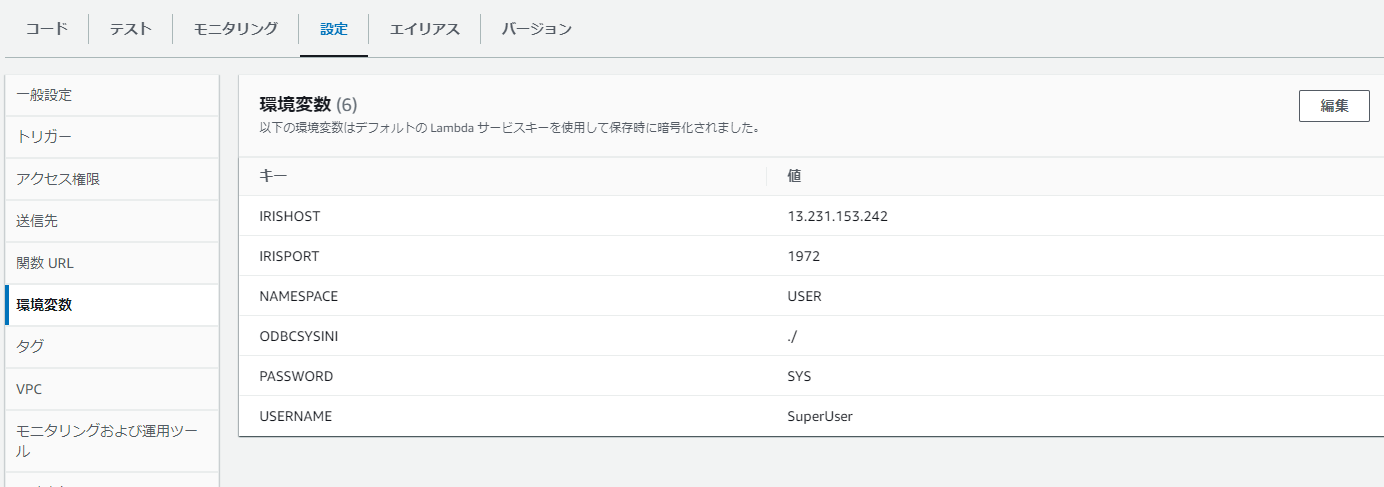 コード テスト モニタリング 設定 エイリアス バージョン
一般設定
トリガー
アクセス権限
送信先
関数 URL
環境変数
タグ
VPC
モニタリングおよび運用ツー
ル
環境変数 (6)
編集
以下の環境変数はデフォルトの Lambda サービスキーを使用して保存時に暗号化されました。
キー 値
IRISHOST 13.231.153.242
IRISPORT 1972
NAMESPACE USER
ODBCSYSINI ./
PASSWORD SYS
USERNAME SuperUser